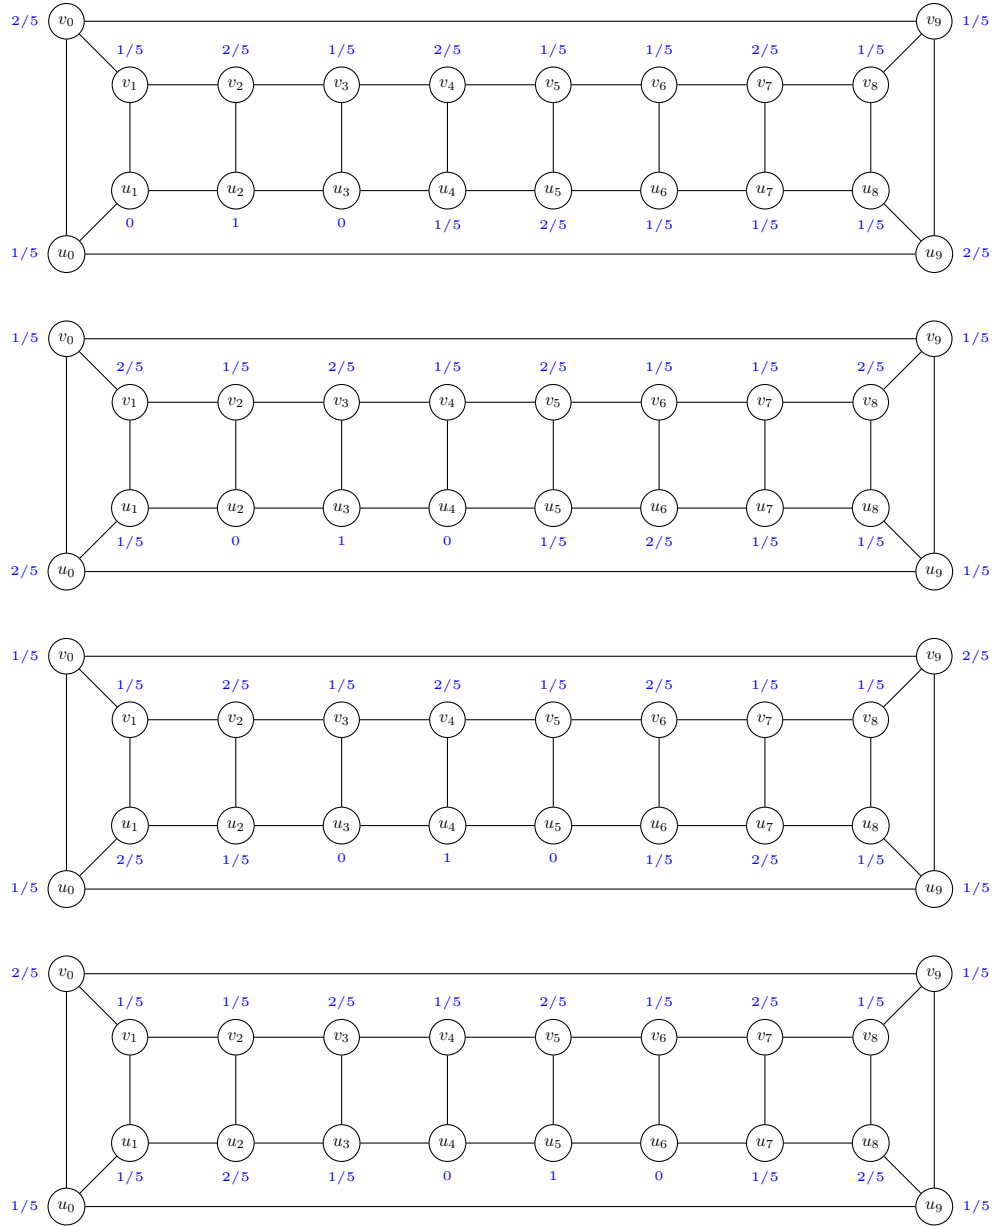 2/5 v₀ v₉ 1/5
1/5 2/5 1/5 2/5 1/5 1/5 2/5 1/5
v₁ v₂ v₃ v₄ v₅ v₆ v₇ v₈
u₁ u₂ u₃ u₄ u₅ u₆ u₇ u₈
0 1 0 1/5 2/5 1/5 1/5 1/5
1/5 u₀ u₉ 2/5
1/5 v₀ v₉ 1/5
2/5 1/5 2/5 1/5 2/5 1/5 1/5 2/5
v₁ v₂ v₃ v₄ v₅ v₆ v₇ v₈
u₁ u₂ u₃ u₄ u₅ u₆ u₇ u₈
1/5 0 1 0 1/5 2/5 1/5 1/5
2/5 u₀ u₉ 1/5
1/5 v₀ v₉ 2/5
1/5 2/5 1/5 2/5 1/5 2/5 1/5 1/5
v₁ v₂ v₃ v₄ v₅ v₆ v₇ v₈
u₁ u₂ u₃ u₄ u₅ u₆ u₇ u₈
2/5 1/5 0 1 0 1/5 2/5 1/5
1/5 u₀ u₉ 1/5
2/5 v₀ v₉ 1/5
1/5 1/5 2/5 1/5 2/5 1/5 2/5 1/5
v₁ v₂ v₃ v₄ v₅ v₆ v₇ v₈
u₁ u₂ u₃ u₄ u₅ u₆ u₇ u₈
1/5 2/5 1/5 0 1 0 1/5 2/5
1/5 u₀ u₉ 1/5